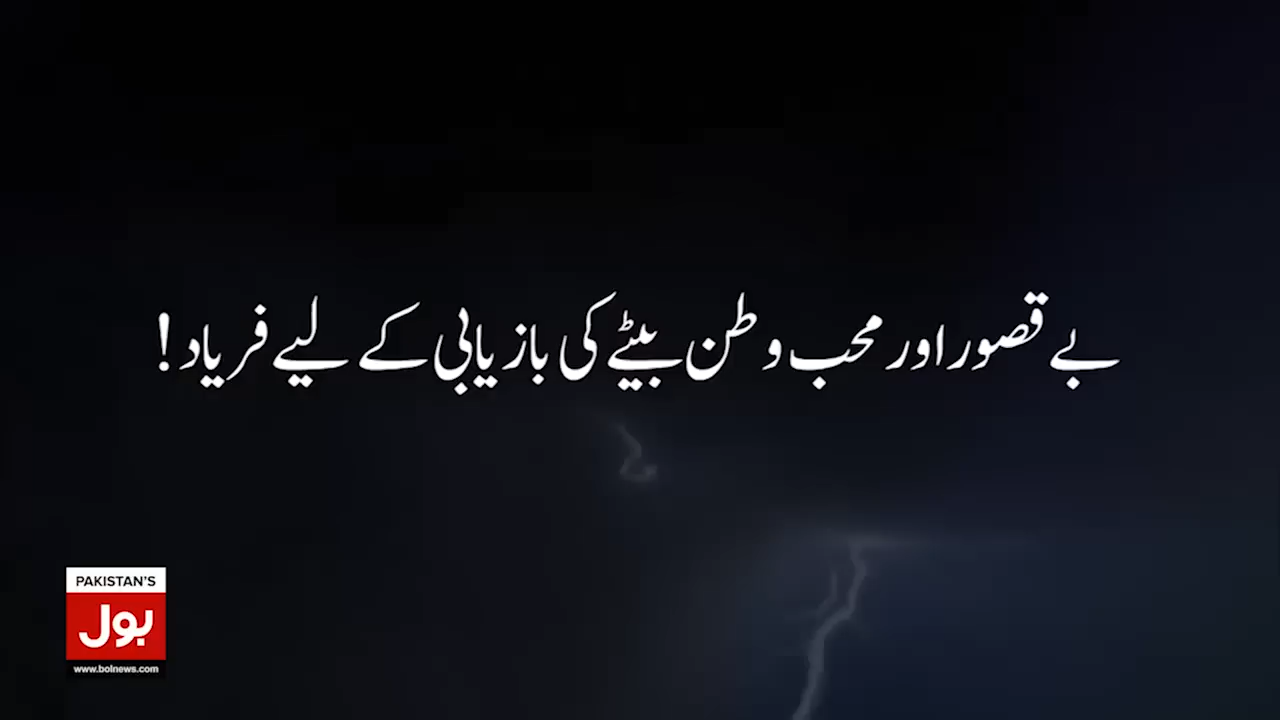 بے قصور اور محب وطن بیٹے کی بازیابی کے لیے فریاد!
PAKISTAN'S
بول
www.bolnews.com